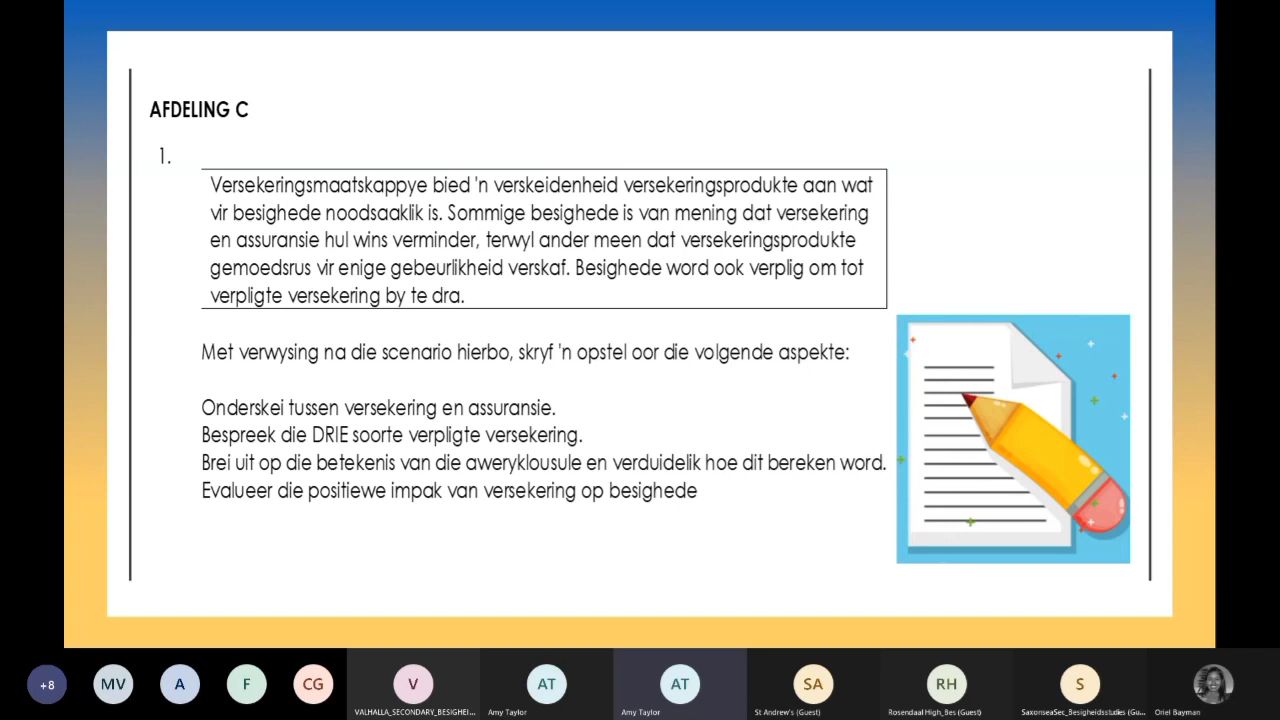 AFDELING C
1.
Versekeringsmaatskappye bied 'n verskeidenheid versekeringsprodukte aan wat
vir besighede noodsaaklik is. Sommige besighede is van mening dat versekering
en assuransie hul wins verminder, terwyl ander meen dat versekeringsprodukte
gemoedsrus vir enige gebeurlikheid verskaf. Besighede word ook verplig om tot
verpligte versekering by te dra.
Met verwysing na die scenario hierbo, skryf 'n opstel oor die volgende aspekte:
Onderskei tussen versekering en assuransie.
Bespreek die DRIE soorte verpligte versekering.
Brei uit op die betekenis van die aweryklousule en verduidelik hoe dit bereken word.
Evalueer die positiewe impak van versekering op besighede
+8 MV A F CG V AT AT SA RH S
VALHALLA_SECONDARY_BESIGHEI... Amy Taylor Amy Taylor St Andrew's (Guest) Rosendaal High_Bes (Guest) SaxonseaSec_Besigheidsstudies (Gu... Oriel Bayman